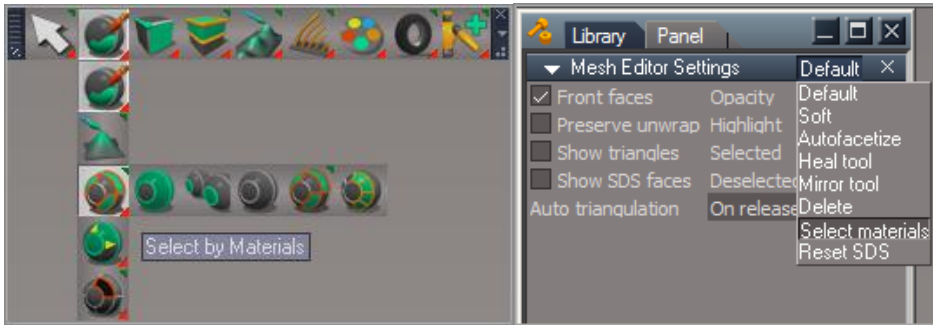 Select by Materials
Library Panel
Mesh Editor Settings Default
Front faces Opacity
Preserve unwrap Highlight
Show triangles Selected
Show SDS faces Deselected
Auto triangulation On release
Default
Soft
Autofacetize
Heal tool
Mirror tool
Delete
Select materials
Reset SDS